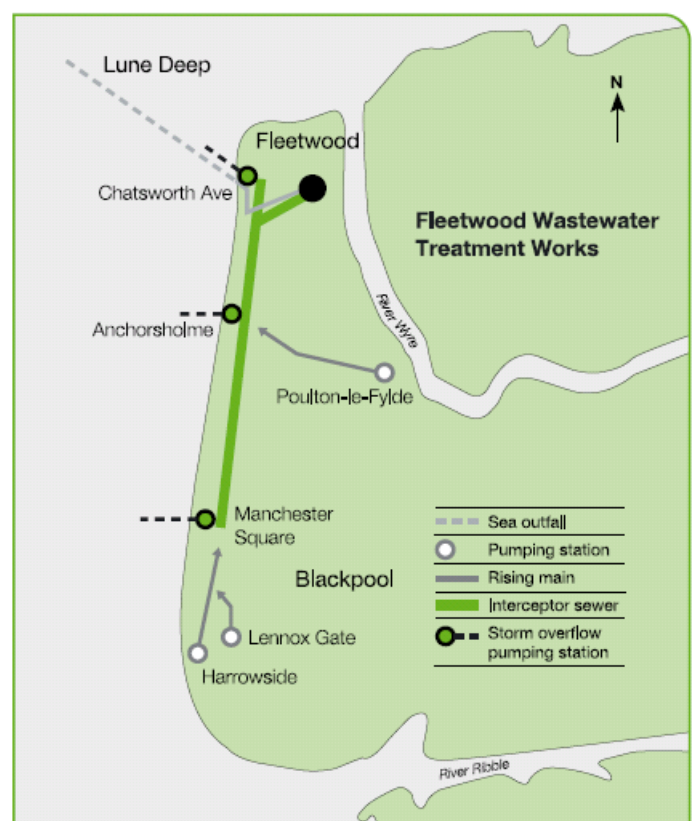 Lune Deep
N
Fleetwood
Chatsworth Ave
Fleetwood Wastewater
Treatment Works
River Wyre
Anchorsholme
Poulton-le-Fylde
Manchester
Square
Sea outfall
Pumping station
Blackpool
Rising main
Interceptor sewer
Storm overflow
pumping station
Lennox Gate
Harrowside
River Ribble